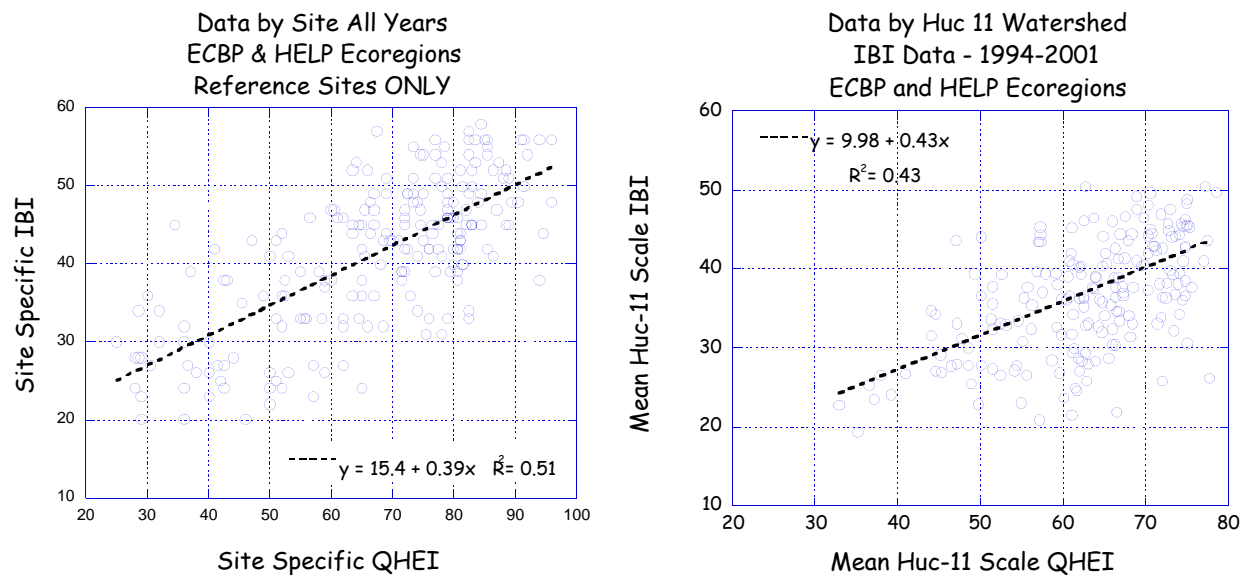 Data by Site All Years
ECBP & HELP Ecoregions
Reference Sites ONLY
60
50
40
30
20
10
Site Specific IBI
y = 15.4 + 0.39x R²= 0.51
20 30 40 50 60 70 80 90 100
Site Specific QHEI
Data by Huc 11 Watershed
IBI Data - 1994-2001
ECBP and HELP Ecoregions
60
50
40
30
20
10
Mean Huc-11 Scale IBI
y = 9.98 + 0.43x
R²= 0.43
20 30 40 50 60 70 80
Mean Huc-11 Scale QHEI